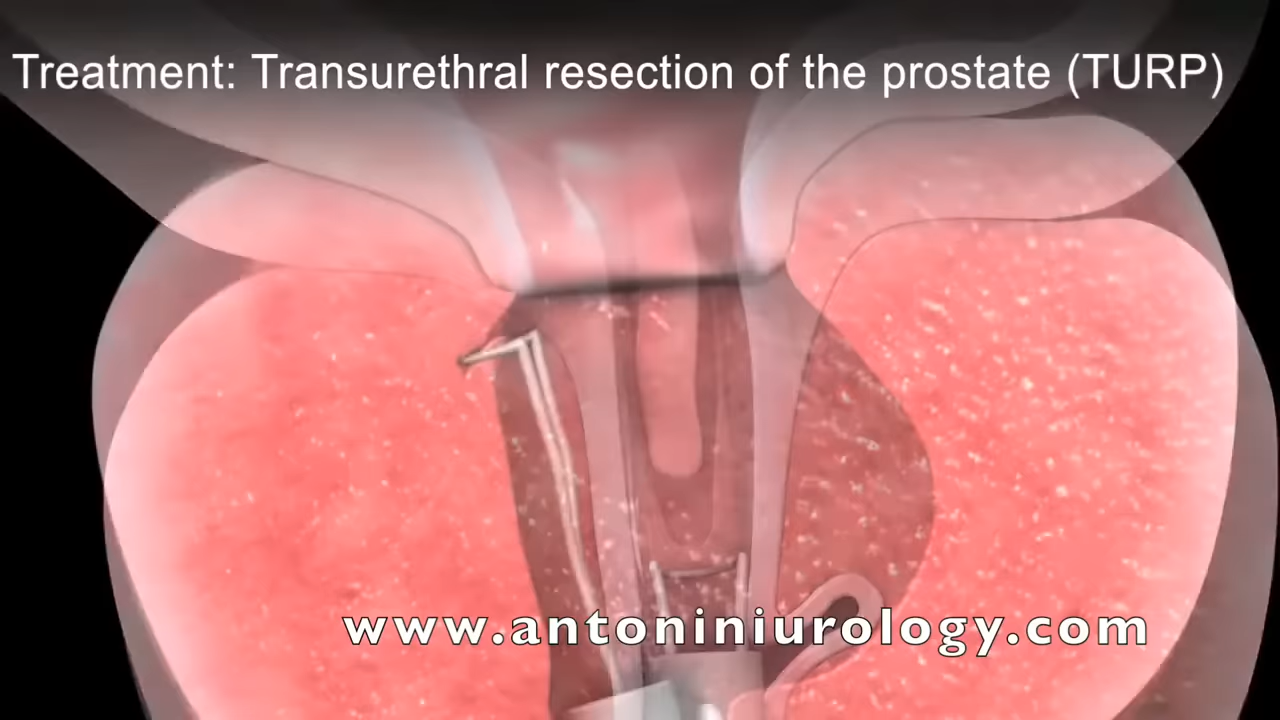 Treatment: Transurethral resection of the prostate (TURP)
www.antoniniurology.com